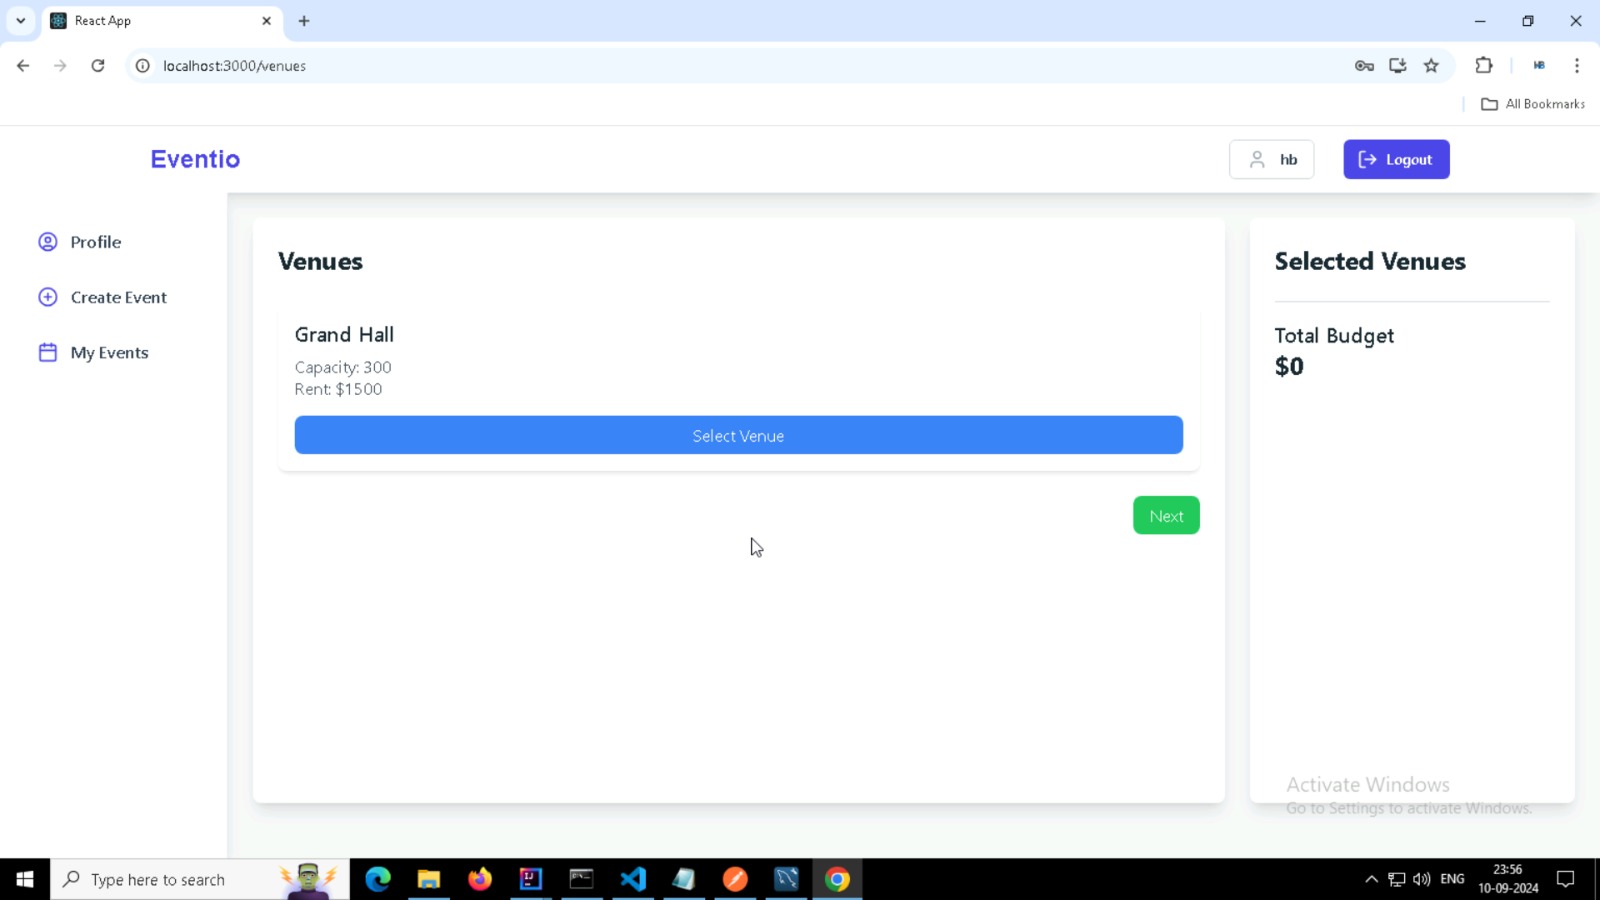 React App
localhost:3000/venues
All Bookmarks
Eventio
hb
Logout
Profile
Create Event
My Events
Venues
Grand Hall
Capacity: 300
Rent: $1500
Select Venue
Next
Selected Venues
Total Budget
$0
Activate Windows
Go to Settings to activate Windows.
Type here to search
ENG
23:56
10-09-2024